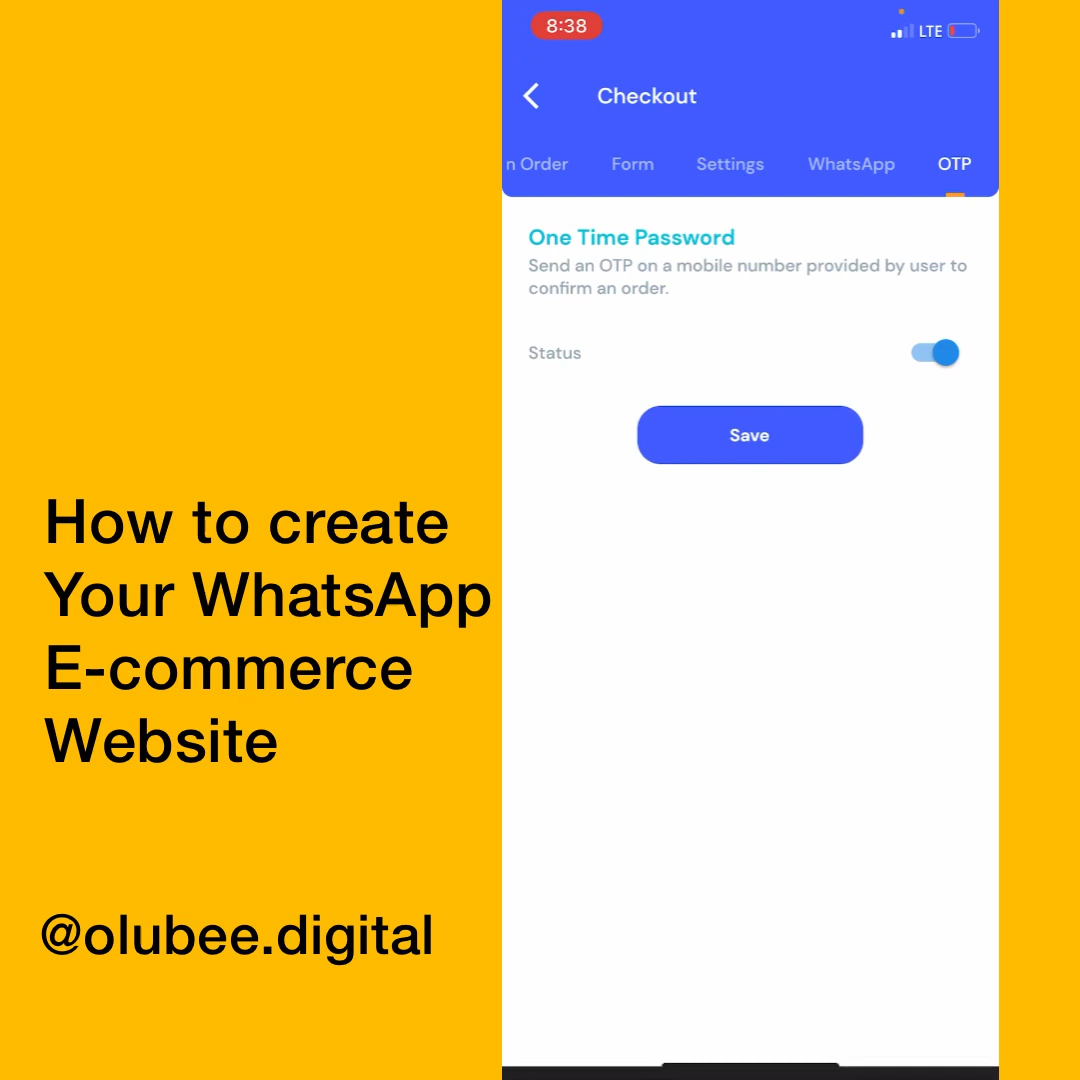 8:38
LTE
Checkout
n Order Form Settings WhatsApp OTP
One Time Password
Send an OTP on a mobile number provided by user to
confirm an order.
Status
Save
How to create
Your WhatsApp
E-commerce
Website
@olubee.digital